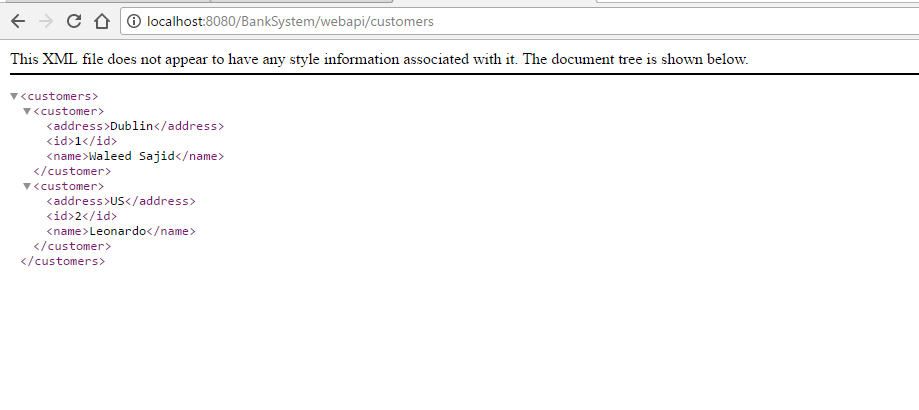 localhost:8080/BankSystem/webapi/customers
This XML file does not appear to have any style information associated with it. The document tree is shown below.
<customers>
<customer>
<address>Dublin</address>
<id>1</id>
<name>Waleed Sajid</name>
</customer>
<customer>
<address>US</address>
<id>2</id>
<name>Leonardo</name>
</customer>
</customers>